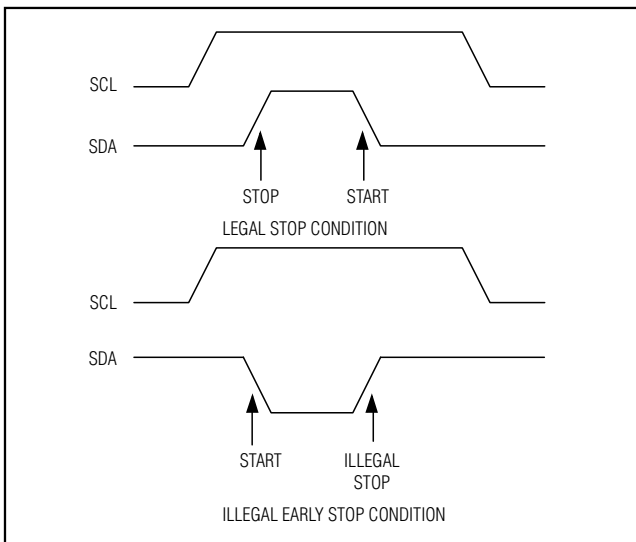 SCL
SDA
STOP START
LEGAL STOP CONDITION
SCL
SDA
START ILLEGAL
STOP
ILLEGAL EARLY STOP CONDITION